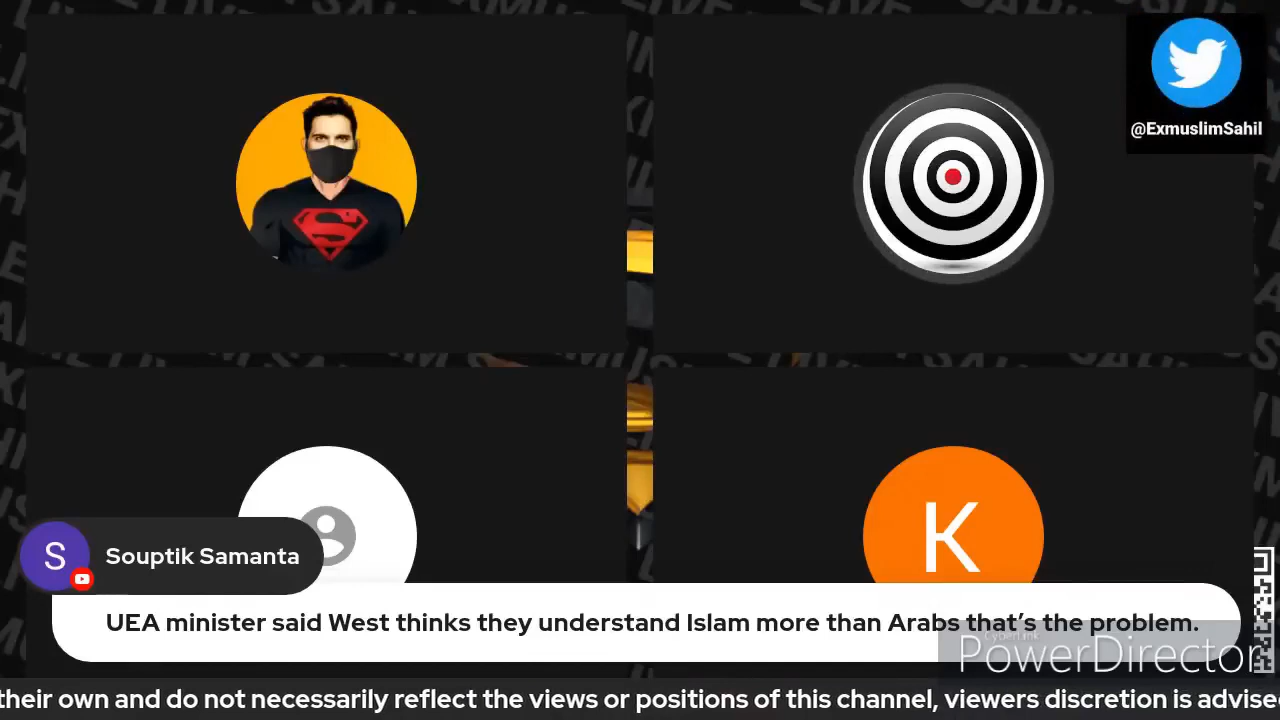 @ExmuslimSahil
K
S
Souptik Samanta
UEA minister said West thinks they understand Islam more than Arabs that’s the problem.
CyberLink
PowerDirector
their own and do not necessarily reflect the views or positions of this channel, viewers discretion is advise